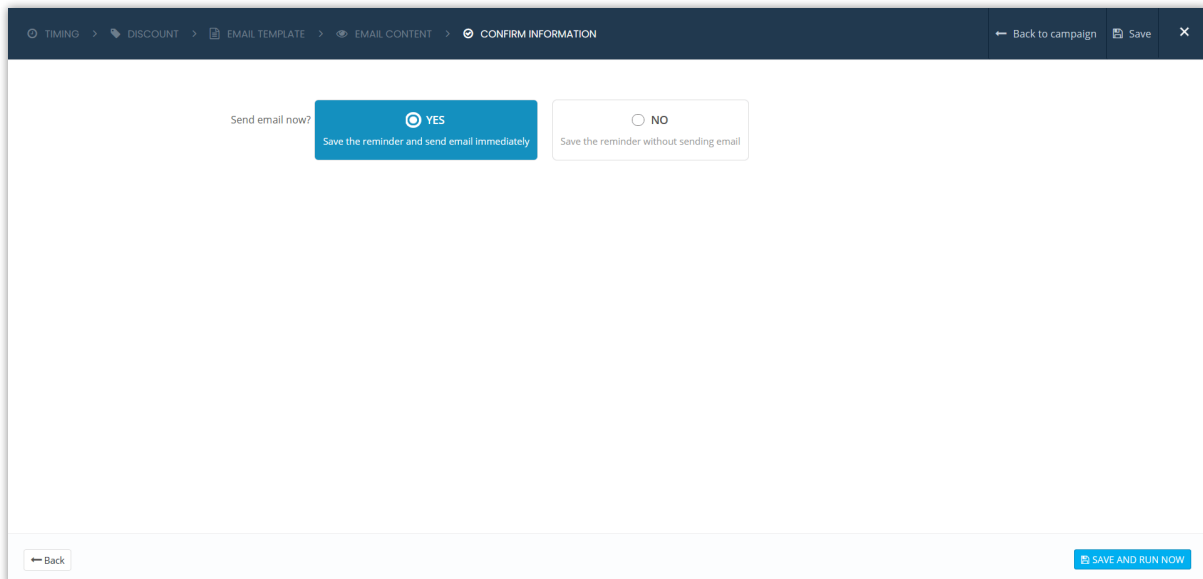 TIMING > DISCOUNT > EMAIL TEMPLATE > EMAIL CONTENT > CONFIRM INFORMATION
← Back to campaign
Save
×
Send email now?
YES
Save the reminder and send email immediately
NO
Save the reminder without sending email
← Back
SAVE AND RUN NOW